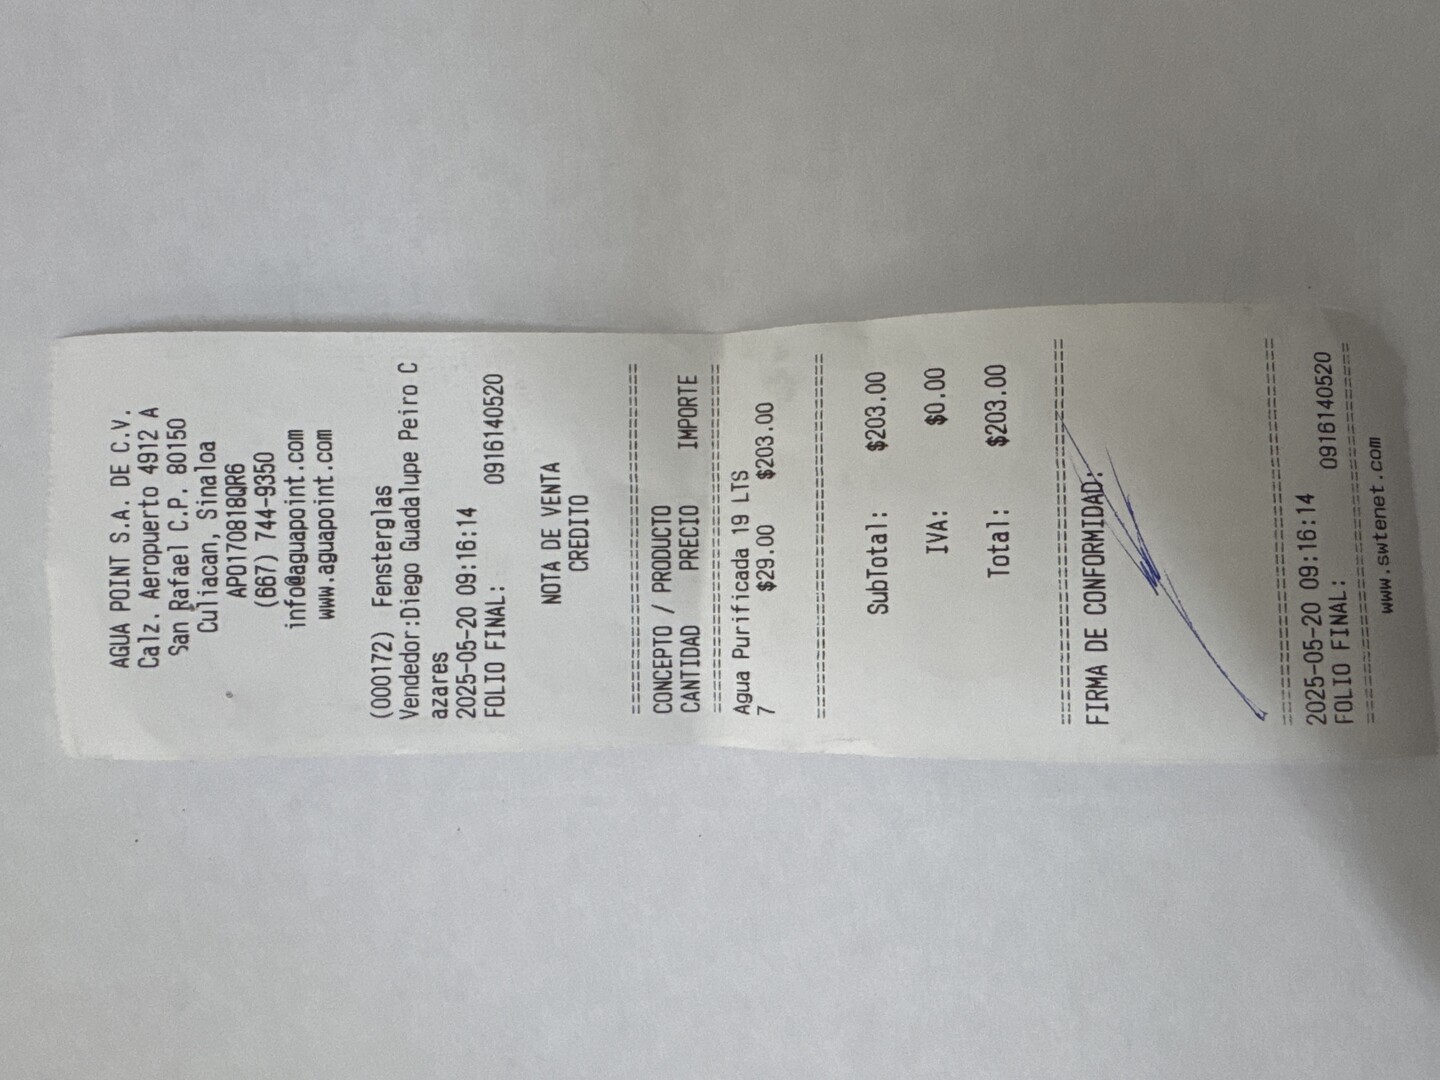 AGUA POINT S.A. DE C.V.
Calz. Aeropuerto 4912 A
San Rafael C.P. 80150
Culiacan, Sinaloa
APO170818QR6
(667) 744-9350
info@aguapoint.com
www.aguapoint.com
(000172) Fensterglas
Vendedor:Diego Guadalupe Peiro C
azares
2025-05-20 09:16:14
FOLIO FINAL: 0916140520
NOTA DE VENTA
CREDITO
================================
CONCEPTO / PRODUCTO
CANTIDAD PRECIO IMPORTE
================================
Agua Purificada 19 LTS
7 $29.00 $203.00
================================
SubTotal: $203.00
IVA: $0.00
Total: $203.00
================================
FIRMA DE CONFORMIDAD:
================================
2025-05-20 09:16:14
FOLIO FINAL: 0916140520
================================
www.swtenet.com